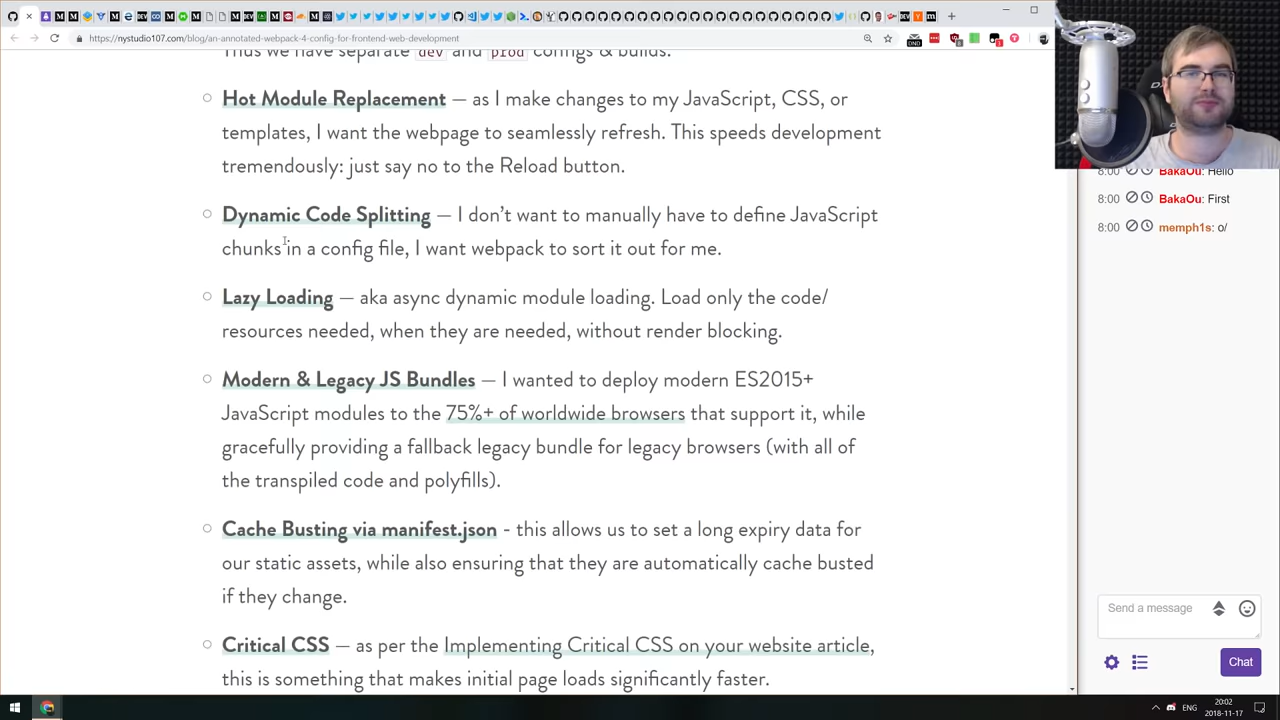 https://nystudio107.com/blog/an-annotated-webpack-4-config-for-frontend-web-development
Thus we have separate dev and prod configs & builds.
Hot Module Replacement — as I make changes to my JavaScript, CSS, or
templates, I want the webpage to seamlessly refresh. This speeds development
tremendously: just say no to the Reload button.
Dynamic Code Splitting — I don’t want to manually have to define JavaScript
chunks in a config file, I want webpack to sort it out for me.
Lazy Loading — aka async dynamic module loading. Load only the code/
resources needed, when they are needed, without render blocking.
Modern & Legacy JS Bundles — I wanted to deploy modern ES2015+
JavaScript modules to the 75%+ of worldwide browsers that support it, while
gracefully providing a fallback legacy bundle for legacy browsers (with all of
the transpiled code and polyfills).
Cache Busting via manifest.json - this allows us to set a long expiry data for
our static assets, while also ensuring that they are automatically cache busted
if they change.
Critical CSS — as per the Implementing Critical CSS on your website article,
this is something that makes initial page loads significantly faster.
8:00 BakaOu: Hello
8:00 BakaOu: First
8:00 memph1s: o/
Send a message
Chat
ENG
20:02
2018-11-17